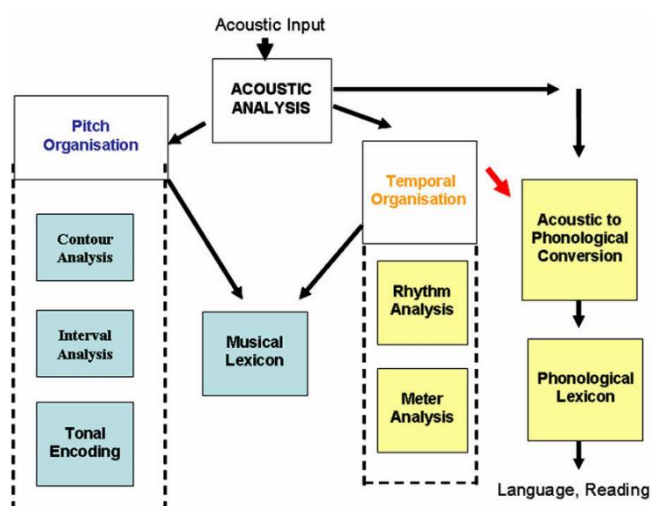 Acoustic Input
ACOUSTIC
ANALYSIS
Pitch
Organisation
Temporal
Organisation
Acoustic to
Phonological
Conversion
Contour
Analysis
Rhythm
Analysis
Interval
Analysis
Musical
Lexicon
Phonological
Lexicon
Meter
Analysis
Tonal
Encoding
Language, Reading